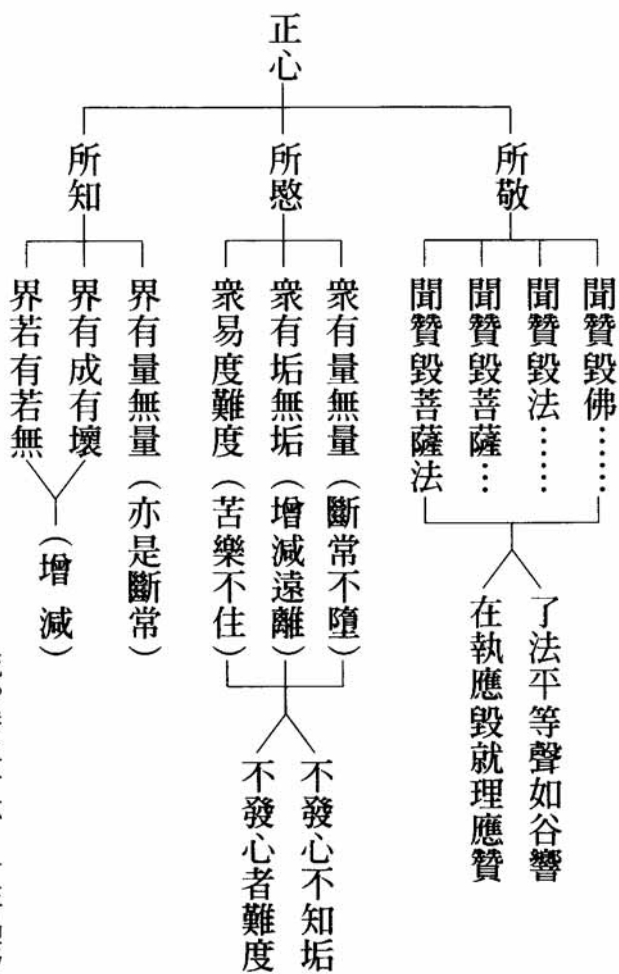 正心
所敬
聞贊毀佛………
聞贊毀法………
聞贊毀菩薩…
聞贊毀菩薩法
了法平等聲如谷響
在執應毀就理應贊
所愍
衆有量無量（斷常不墮）
衆有垢無垢（增減遠離）
衆易度難度（苦樂不住）
不發心不知垢
不發心者難度
所知
界有量無量（亦是斷常）
界有成有壞
界若有若無
（增減）